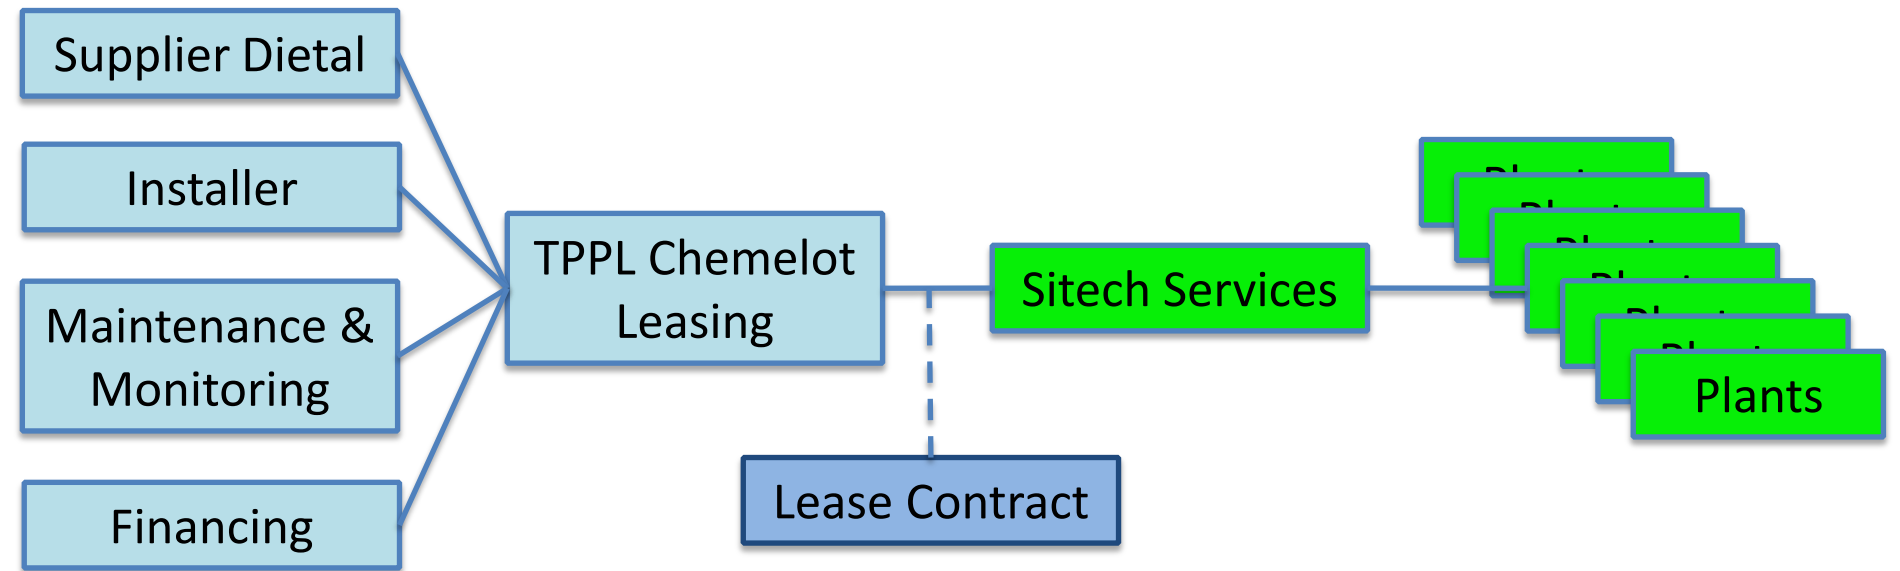 Supplier Dietal
Installer
Maintenance &
Monitoring
Financing
TPPL Chemelot
Leasing
Lease Contract
Sitech Services
Plants